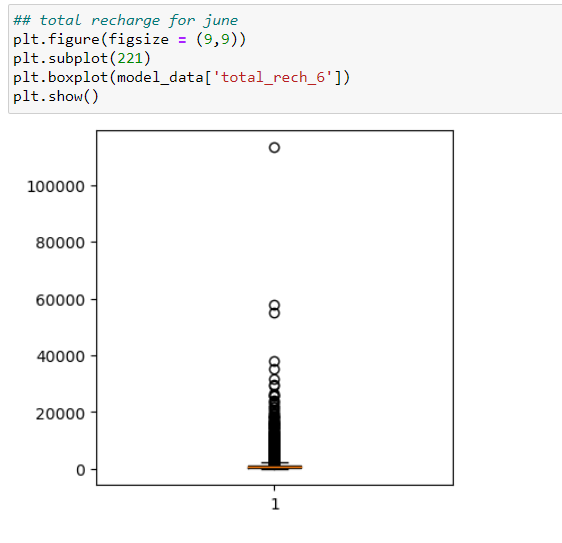 ## total recharge for june
plt.figure(figsize = (9,9))
plt.subplot(221)
plt.boxplot(model_data['total_rech_6'])
plt.show()
100000
80000
60000
40000
20000
0
1